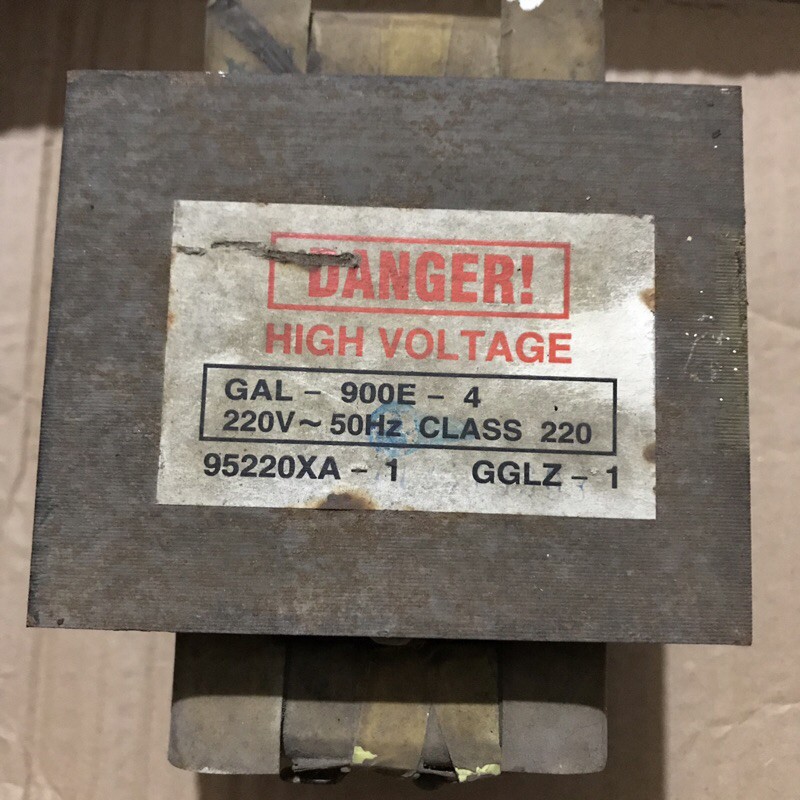 DANGER!
HIGH VOLTAGE
GAL - 900E - 4
220V~50Hz CLASS 220
95220XA - 1 GGLZ - 1